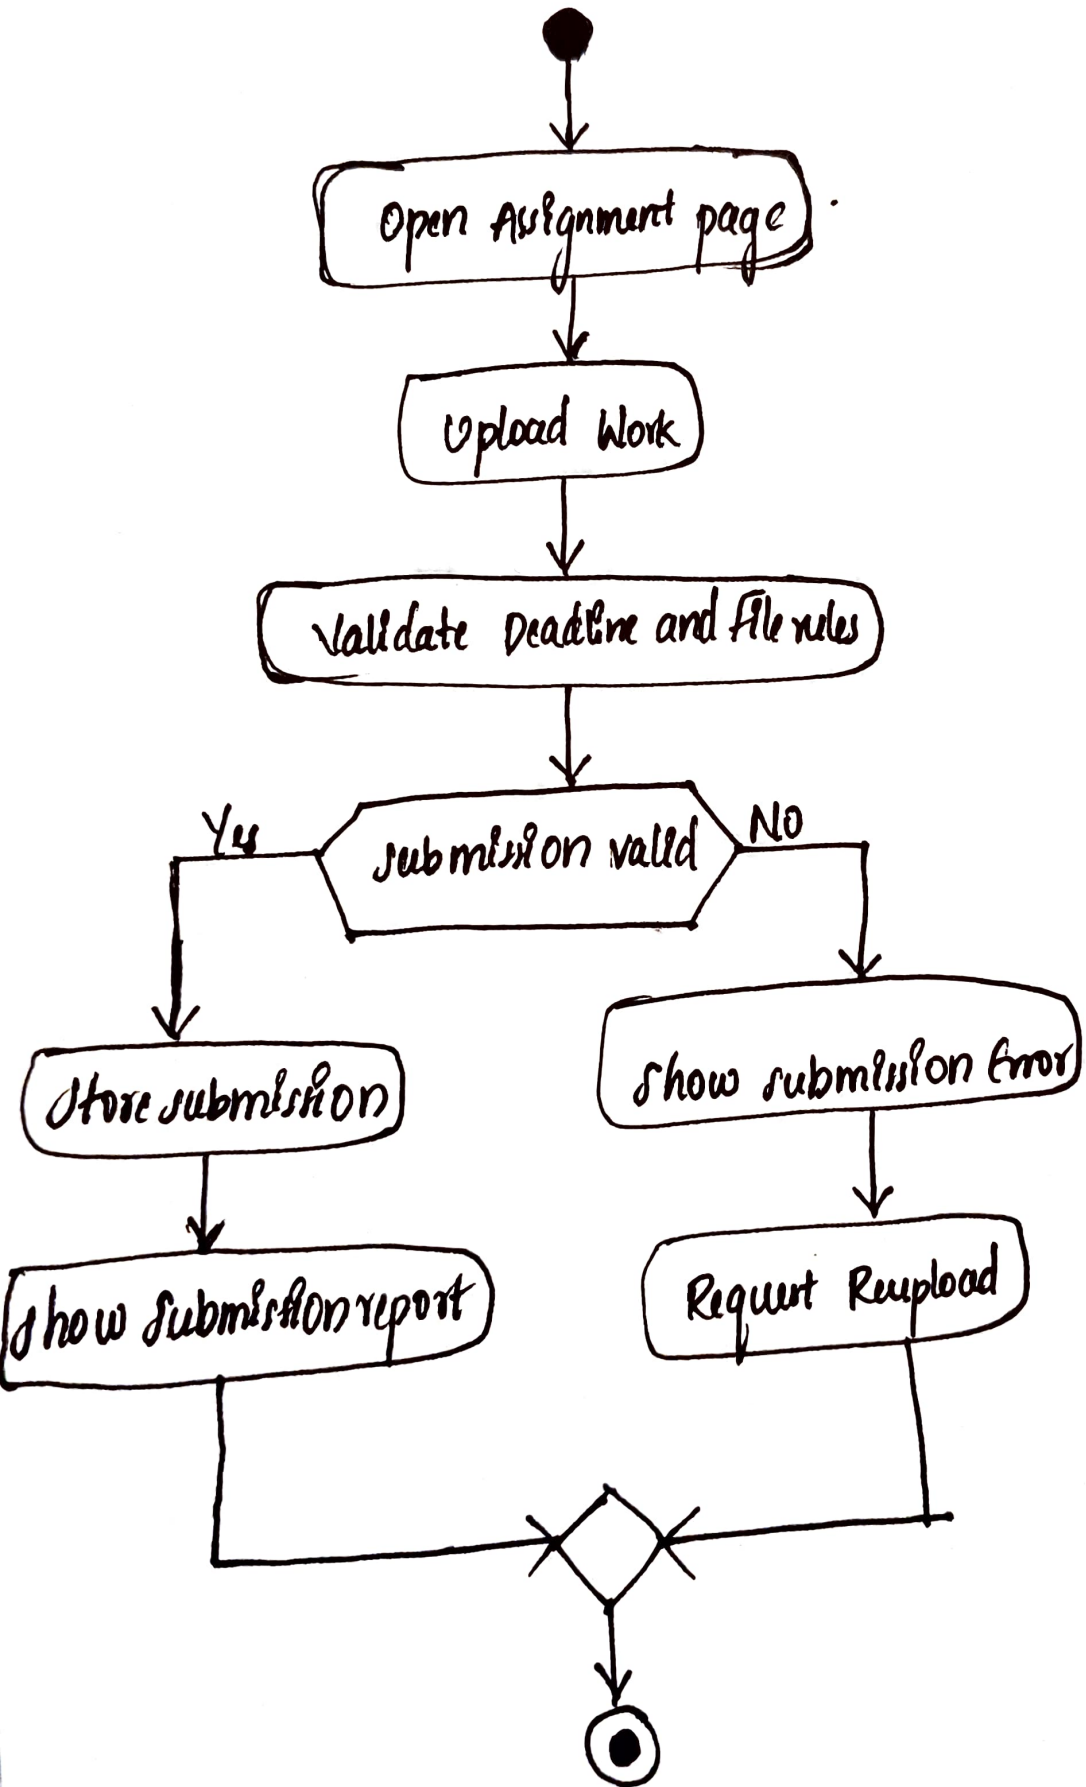 Open Assignment page
Upload Work
Validate Deadline and File rules
submission valid
Yes
NO
Store submission
Show submission Error
Show Submission report
Request Reupload